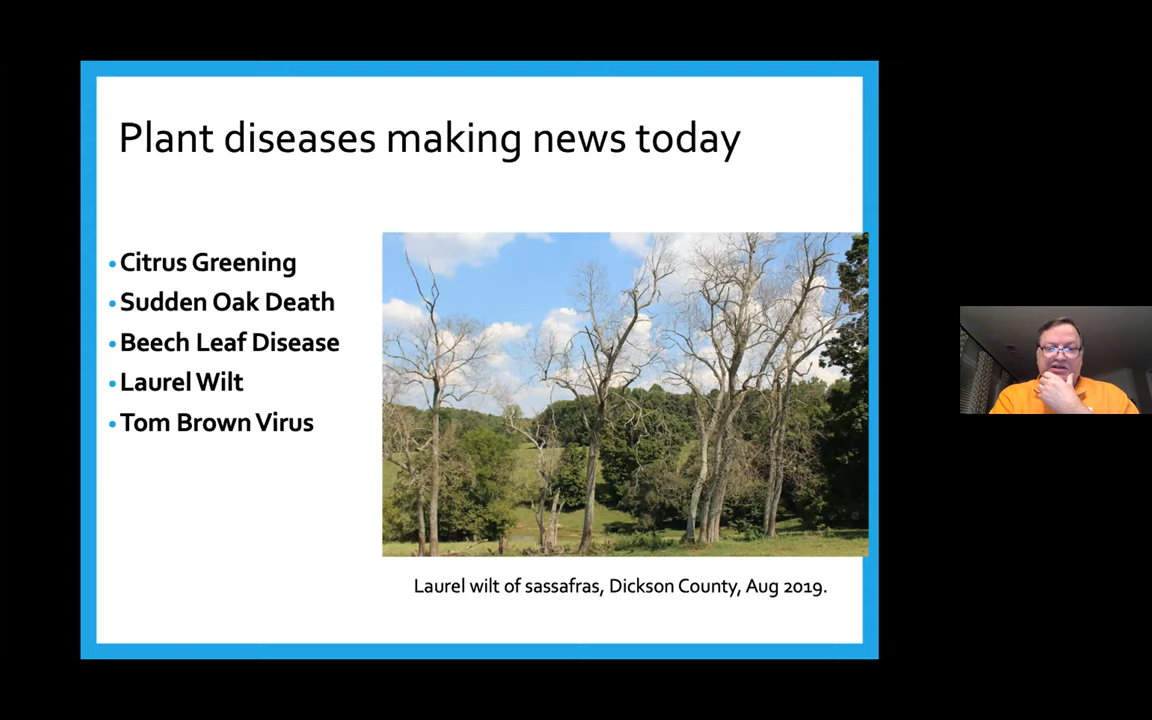 Plant diseases making news today
• Citrus Greening
• Sudden Oak Death
• Beech Leaf Disease
• Laurel Wilt
• Tom Brown Virus
Laurel wilt of sassafras, Dickson County, Aug 2019.